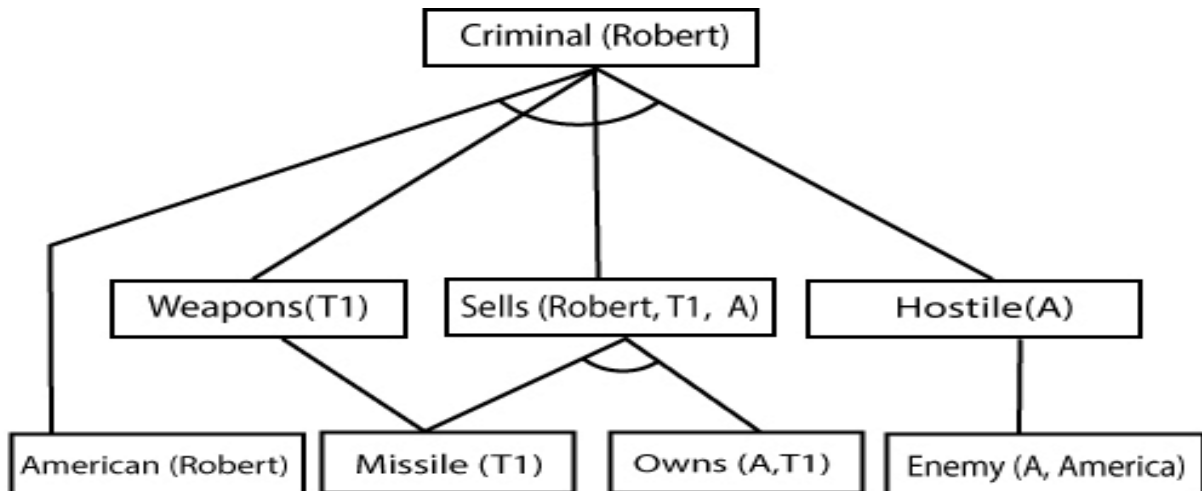 Criminal (Robert)
Weapons(T1)
Sells (Robert, T1, A)
Hostile(A)
American (Robert)
Missile (T1)
Owns (A,T1)
Enemy (A, America)